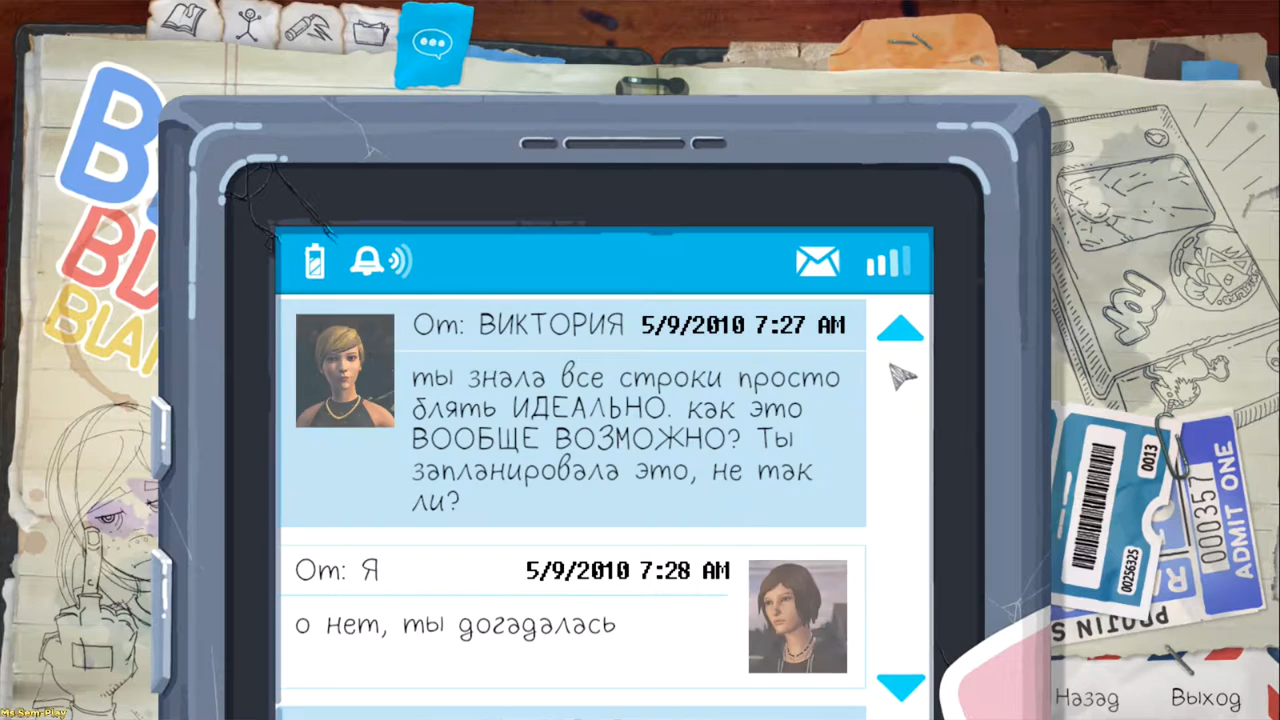 От: ВИКТОРИЯ 5/9/2010 7:27 AM
ты знала все строки просто
блять ИДЕАЛЬНО. как это
ВООБЩЕ ВОЗМОЖНО? Ты
запланировала это, не так
ли?
От: Я 5/9/2010 7:28 AM
о нет, ты догадалась
0013
00256325
000357
ADMIT ONE
Назад Выход